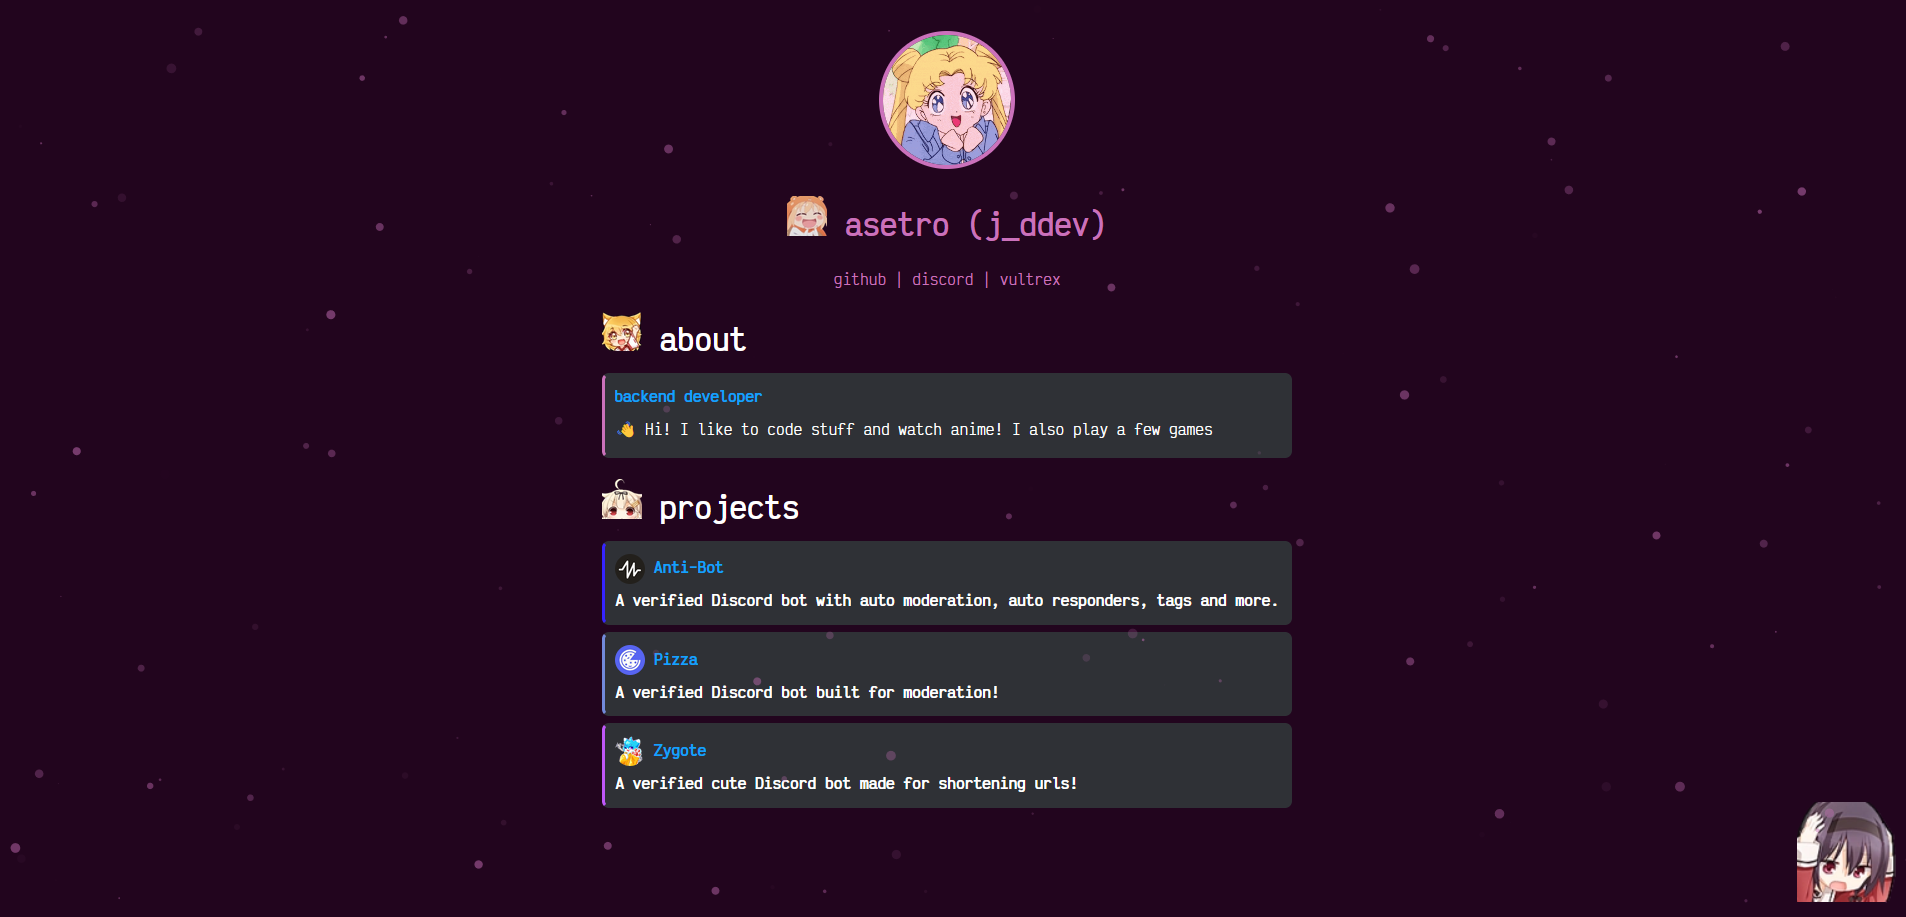 asetro (j_ddev)
github | discord | vultrex
about
backend developer
👋 Hi! I like to code stuff and watch anime! I also play a few games
projects
Anti-Bot
A verified Discord bot with auto moderation, auto responders, tags and more.
Pizza
A verified Discord bot built for moderation!
Zygote
A verified cute Discord bot made for shortening urls!